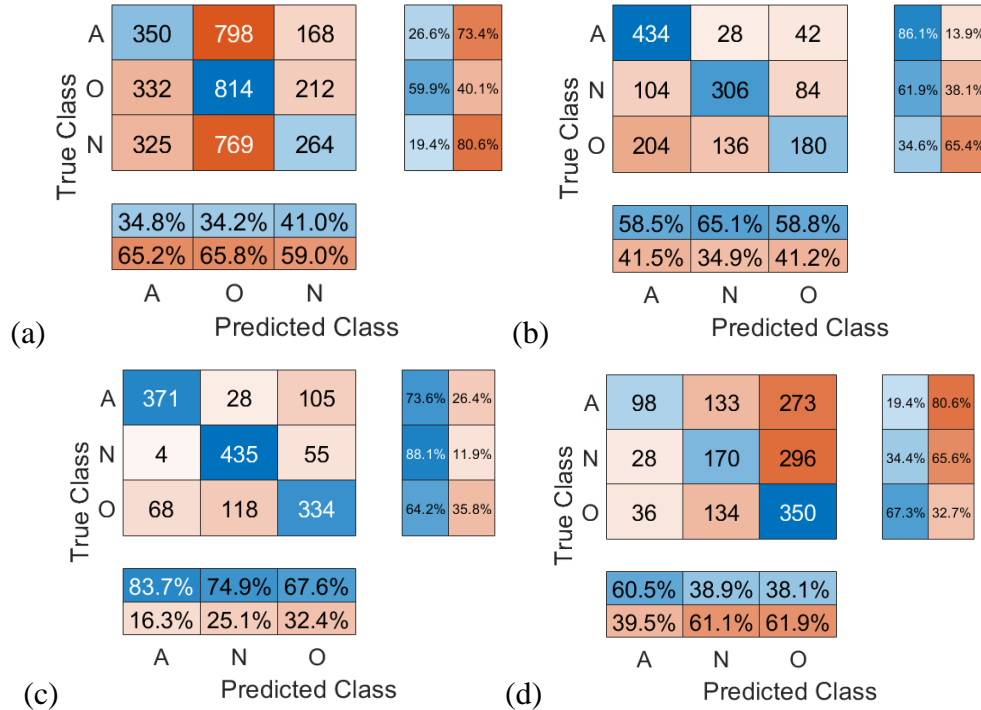 A 350 798 168 26.6% 73.4%
O 332 814 212 59.9% 40.1%
N 325 769 264 19.4% 80.6%
True Class
34.8% 34.2% 41.0%
65.2% 65.8% 59.0%
A O N
Predicted Class
(a)
A 434 28 42 86.1% 13.9%
N 104 306 84 61.9% 38.1%
O 204 136 180 34.6% 65.4%
True Class
58.5% 65.1% 58.8%
41.5% 34.9% 41.2%
A N O
Predicted Class
(b)
A 371 28 105 73.6% 26.4%
N 4 435 55 88.1% 11.9%
O 68 118 334 64.2% 35.8%
True Class
83.7% 74.9% 67.6%
16.3% 25.1% 32.4%
A N O
Predicted Class
(c)
A 98 133 273 19.4% 80.6%
N 28 170 296 34.4% 65.6%
O 36 134 350 67.3% 32.7%
True Class
60.5% 38.9% 38.1%
39.5% 61.1% 61.9%
A N O
Predicted Class
(d)